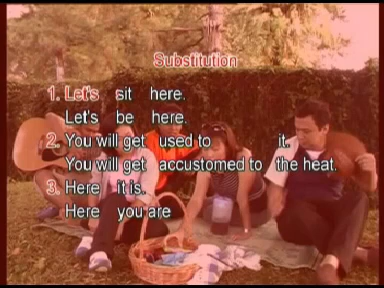 Substitution
1. Let's sit here.
Let's be here.
2. You will get used to it.
You will get accustomed to the heat.
3. Here it is.
Here you are